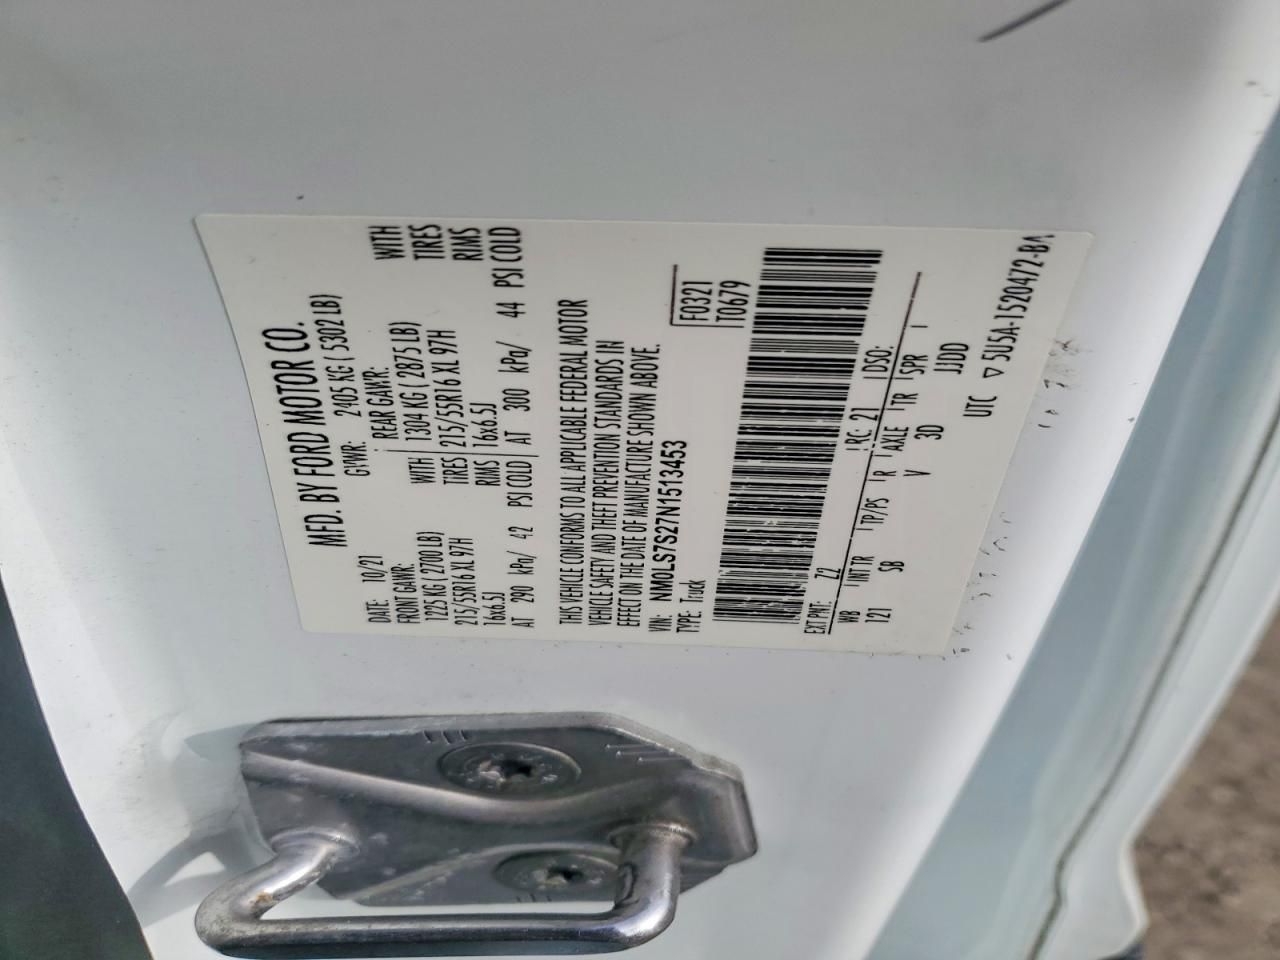 MFD. BY FORD MOTOR CO.
DATE: 10/21 GVWR: 2405 KG ( 5302 LB)
FRONT GAWR: REAR GAWR: WITH
1225 KG ( 2700 LB) WITH 1304 KG ( 2875 LB) TIRES
215/55R16 XL 97H TIRES 215/55R16 XL 97H RIMS
16x6.5J RIMS 16x6.5J
AT 290 kPa/ 42 PSI COLD AT 300 kPa/ 44 PSI COLD
THIS VEHICLE CONFORMS TO ALL APPLICABLE FEDERAL MOTOR
VEHICLE SAFETY AND THEFT PREVENTION STANDARDS IN
EFFECT ON THE DATE OF MANUFACTURE SHOWN ABOVE.
VIN: NM0LS7S27N1513453
TYPE: Truck
F0321
T0679
EXT PNT: Z2 RC: 21 DSO:
WB INT TR TP/PS R AXLE TR SPR
121 SB V 3D JJDD
UTC ▽ 5U5A-1520472-BA